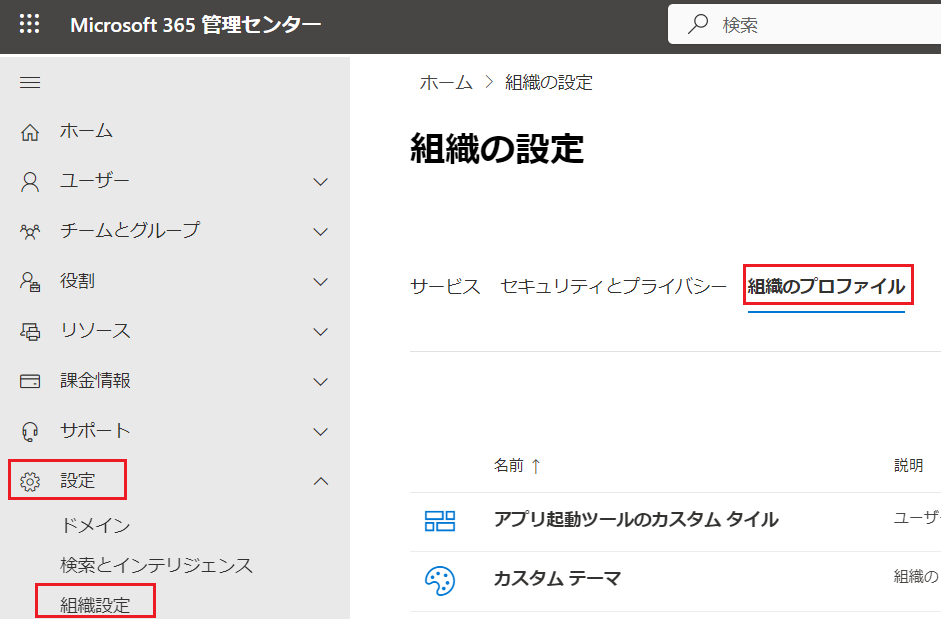 Microsoft 365 管理センター
検索
ホーム
ユーザー
チームとグループ
役割
リソース
課金情報
サポート
設定
ドメイン
検索とインテリジェンス
組織設定
ホーム > 組織の設定
組織の設定
サービス セキュリティとプライバシー 組織のプロファイル
名前 ↑ 説明
アプリ起動ツールのカスタム タイル ユーザ
カスタム テーマ 組織の